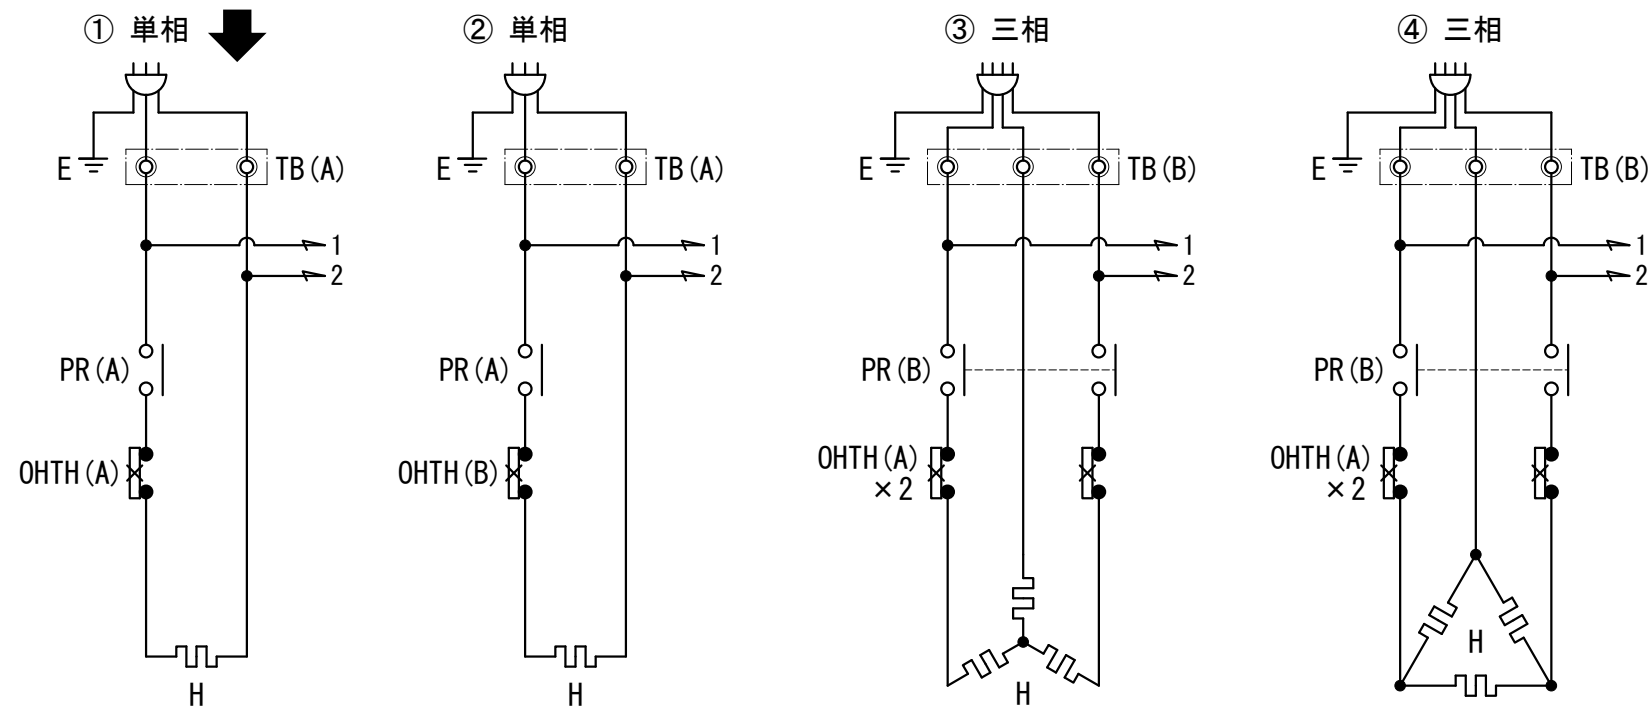 ① 単相
② 単相
③ 三相
④ 三相
E
TB(A)
E
TB(A)
E
TB(B)
E
TB(B)
1
2
1
2
1
2
1
2
PR(A)
PR(A)
PR(B)
PR(B)
OHTH(A)
OHTH(B)
OHTH(A)
×2
OHTH(A)
×2
H
H
H
H